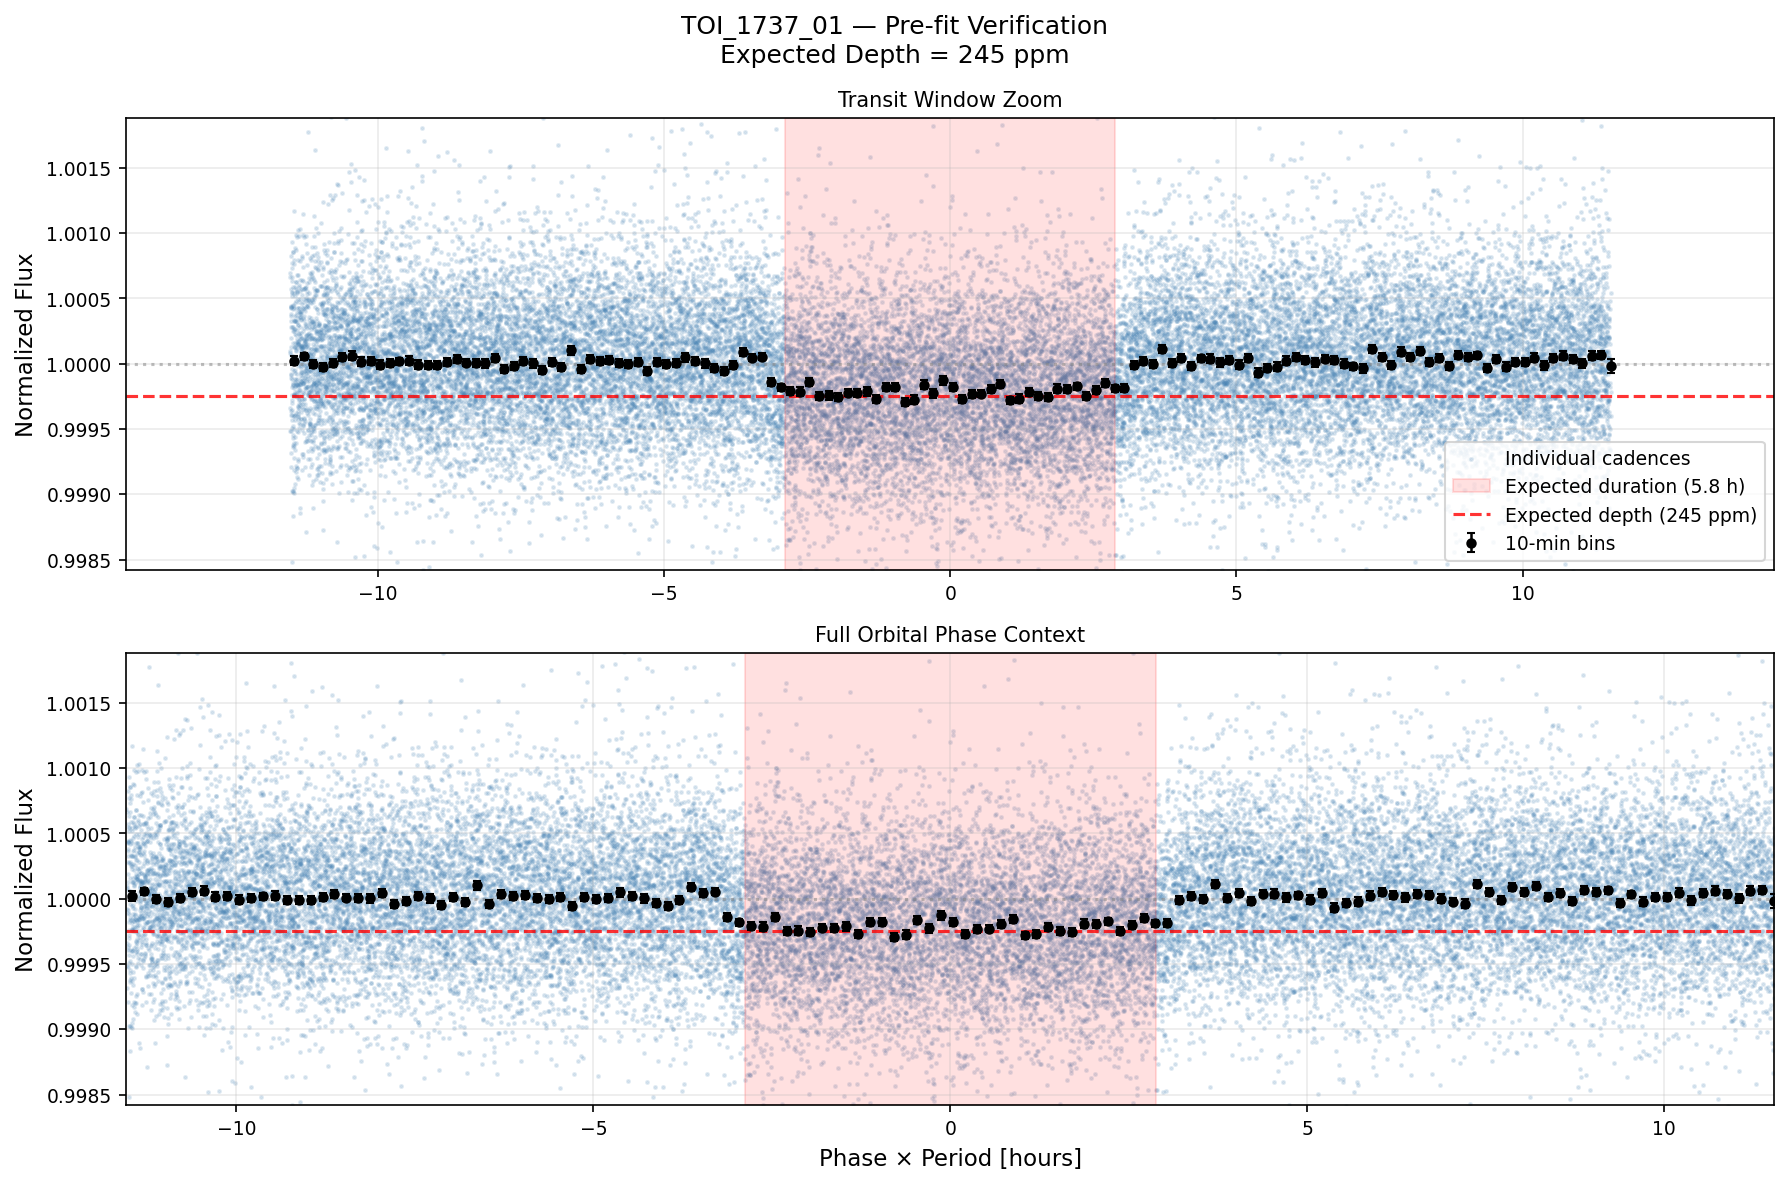 TOI_1737_01 — Pre-fit Verification
Expected Depth = 245 ppm
Transit Window Zoom
Normalized Flux
1.0015
1.0010
1.0005
1.0000
0.9995
0.9990
0.9985
−10
−5
0
5
10
Individual cadences
Expected duration (5.8 h)
Expected depth (245 ppm)
10-min bins
Full Orbital Phase Context
Normalized Flux
1.0015
1.0010
1.0005
1.0000
0.9995
0.9990
0.9985
−10
−5
0
5
10
Phase × Period [hours]